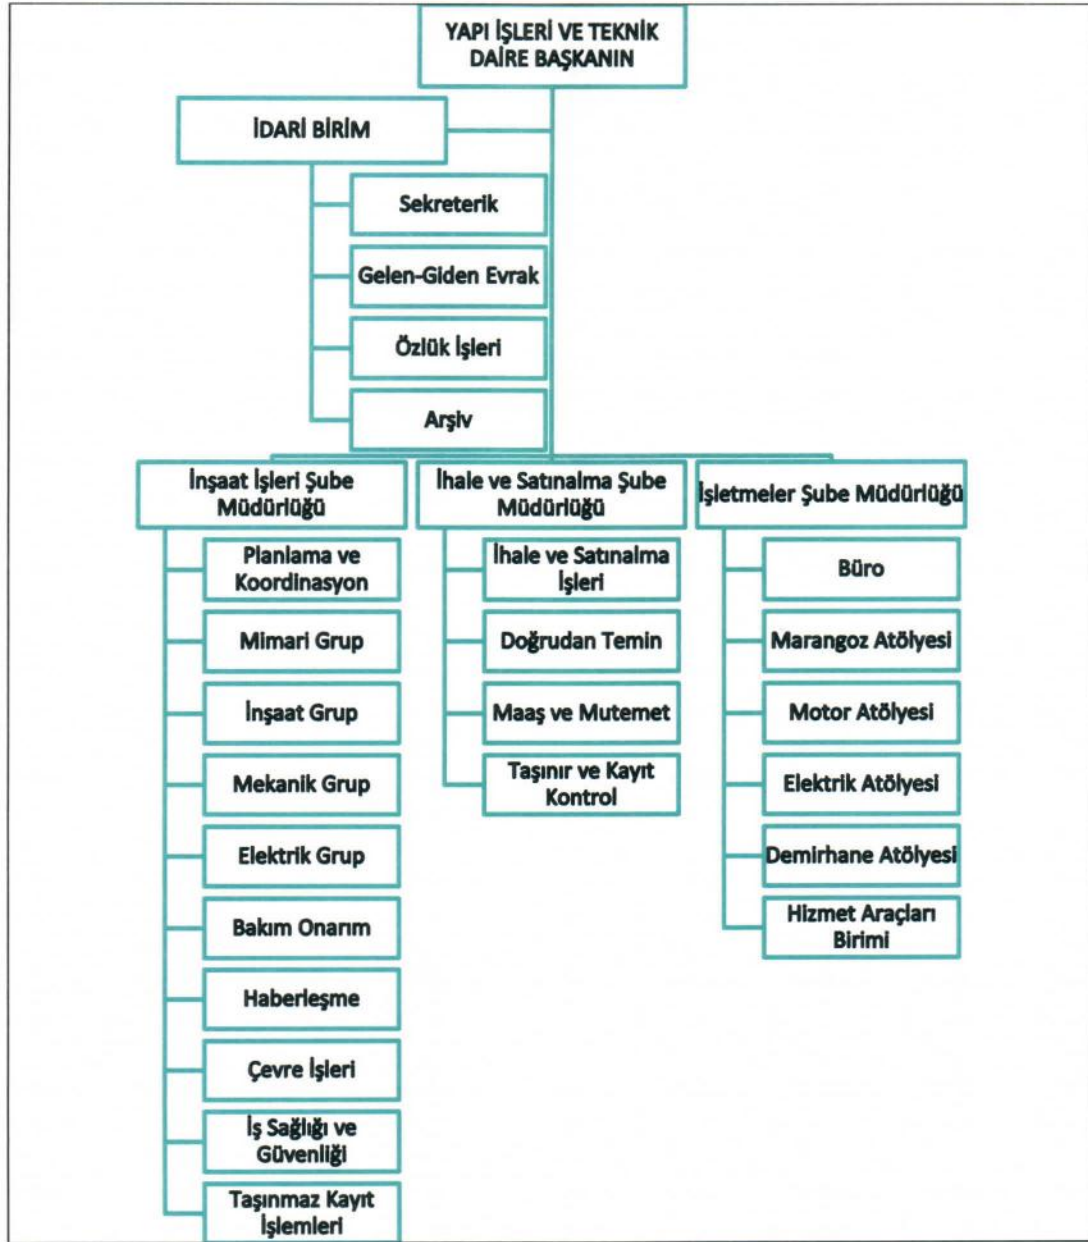 YAPI İŞLERİ VE TEKNİK
DAİRE BAŞKANIN
İDARİ BİRİM
Sekreterik
Gelen-Giden Evrak
Özlük İşleri
Arşiv
İnşaat İşleri Şube
Müdürlüğü
Planlama ve
Koordinasyon
Mimari Grup
İnşaat Grup
Mekanik Grup
Elektrik Grup
Bakım Onarım
Haberleşme
Çevre İşleri
İş Sağlığı ve
Güvenliği
Taşınmaz Kayıt
İşlemleri
İhale ve Satınalma Şube
Müdürlüğü
İhale ve Satınalma
İşleri
Doğrudan Temin
Maaş ve Mutemet
Taşınır ve Kayıt
Kontrol
İşletmeler Şube Müdürlüğü
Büro
Marangoz Atölyesi
Motor Atölyesi
Elektrik Atölyesi
Demirhane Atölyesi
Hizmet Araçları
Birimi